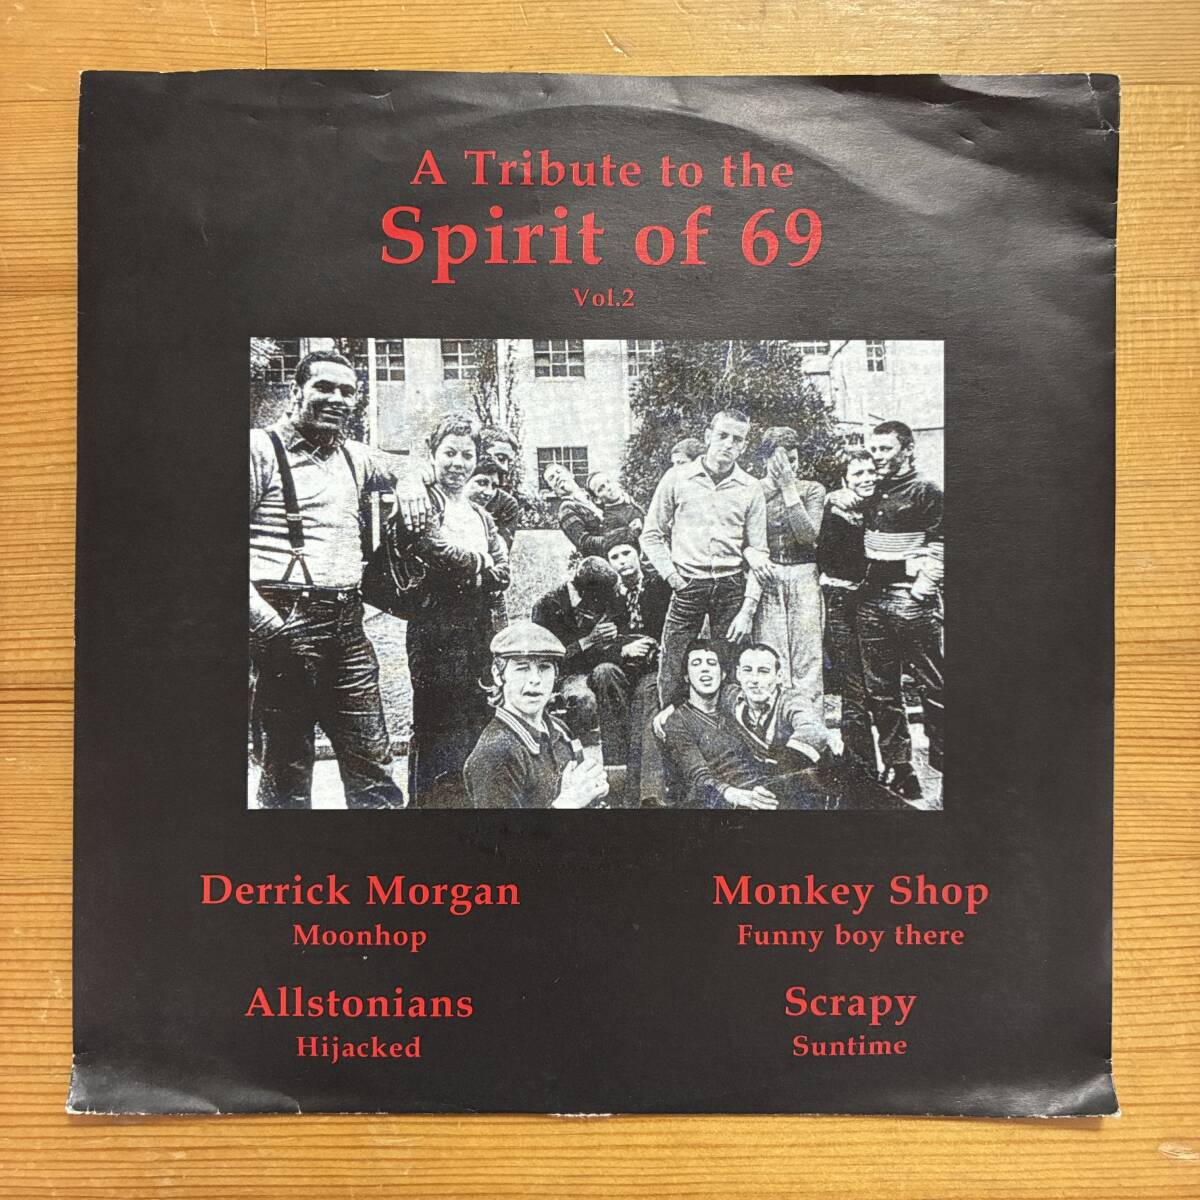 A Tribute to the
Spirit of 69
Vol.2
Derrick Morgan
Moonhop
Monkey Shop
Funny boy there
Allstonians
Hijacked
Scrapy
Suntime